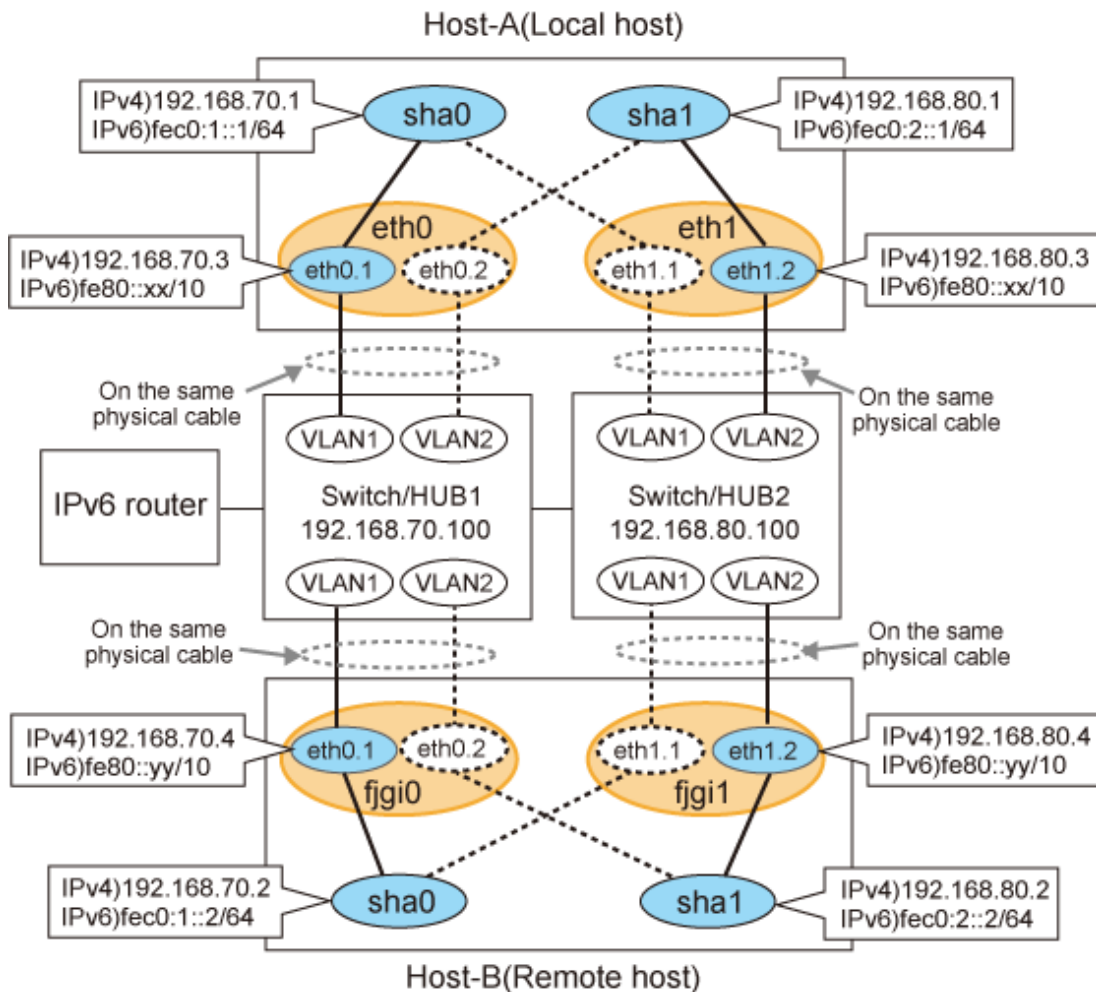 Host-A(Local host)
IPv4)192.168.70.1
IPv6)fec0:1::1/64
sha0
sha1
IPv4)192.168.80.1
IPv6)fec0:2::1/64
eth0
eth1
IPv4)192.168.70.3
IPv6)fe80::xx/10
eth0.1
eth0.2
eth1.1
eth1.2
IPv4)192.168.80.3
IPv6)fe80::xx/10
On the same
physical cable
On the same
physical cable
VLAN1
VLAN2
VLAN1
VLAN2
IPv6 router
Switch/HUB1
192.168.70.100
Switch/HUB2
192.168.80.100
VLAN1
VLAN2
VLAN1
VLAN2
On the same
physical cable
On the same
physical cable
IPv4)192.168.70.4
IPv6)fe80::yy/10
eth0.1
eth0.2
eth1.1
eth1.2
IPv4)192.168.80.4
IPv6)fe80::yy/10
fjgi0
fjgi1
IPv4)192.168.70.2
IPv6)fec0:1::2/64
sha0
sha1
IPv4)192.168.80.2
IPv6)fec0:2::2/64
Host-B(Remote host)